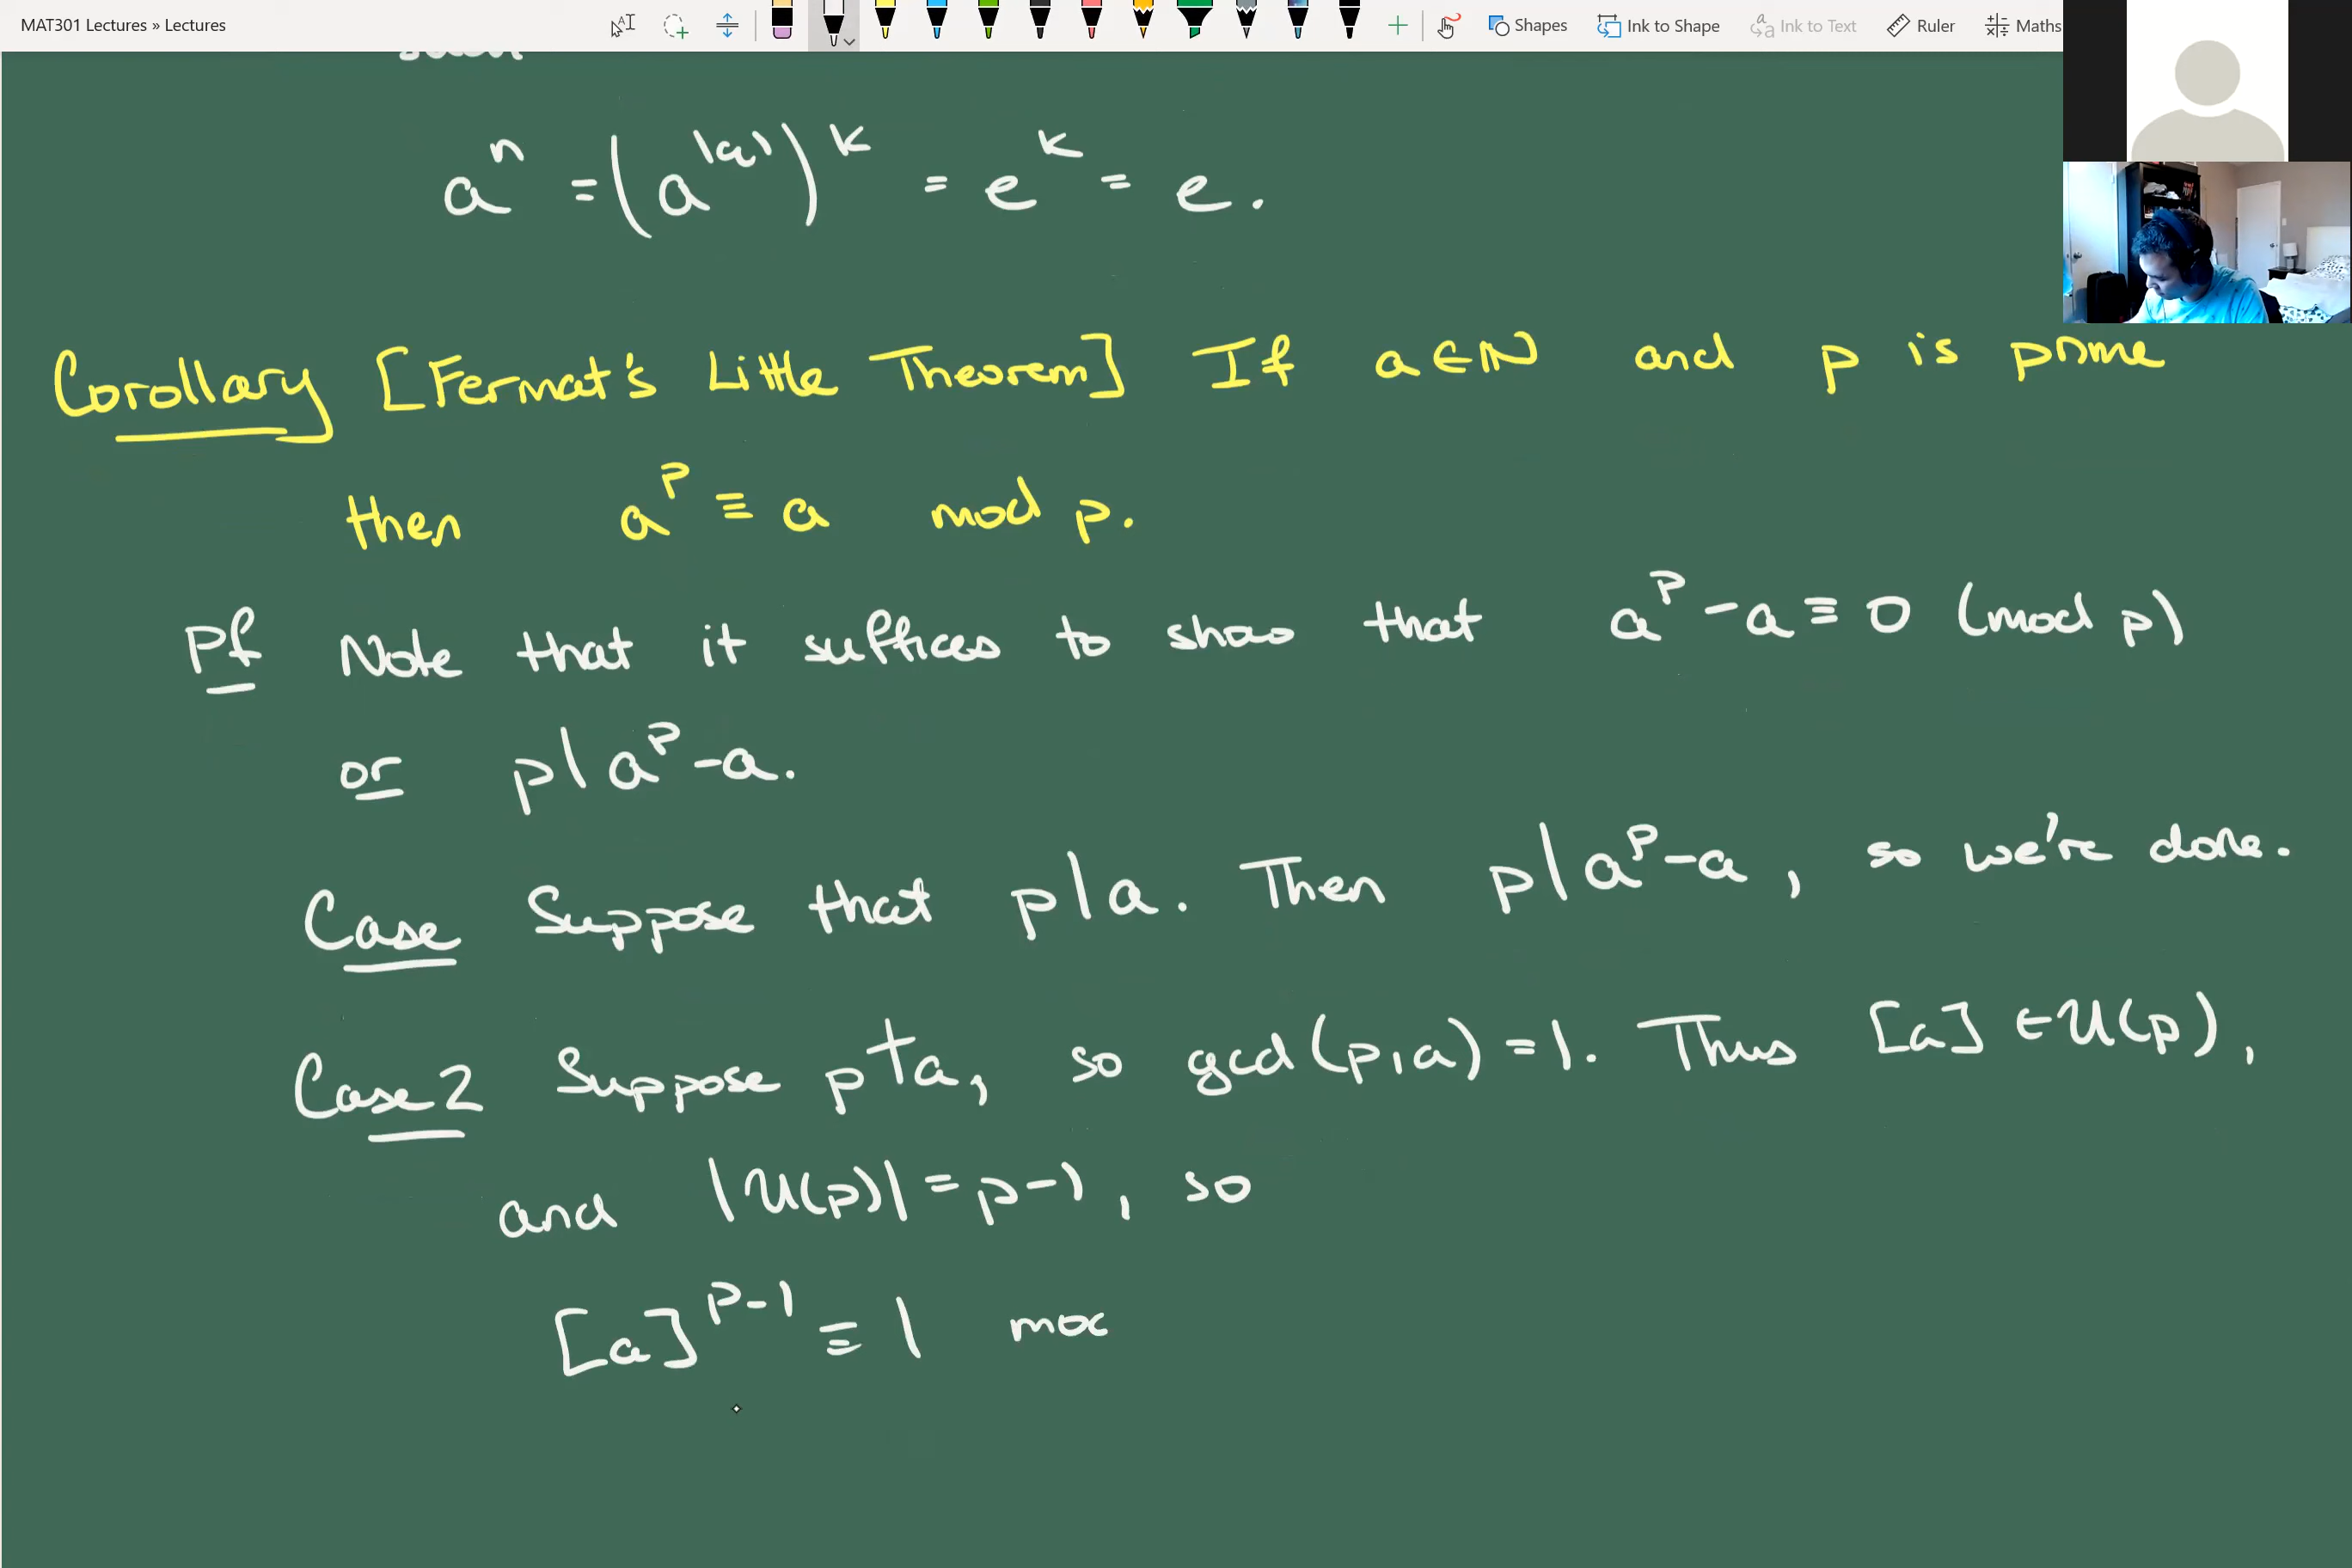 MAT301 Lectures » Lectures
Shapes Ink to Shape Ink to Text Ruler Maths
aⁿ = (a^|a|)^k = e^k = e.
Corollary [Fermat's Little Theorem] If a∈ℕ and p is prime
then a^p ≡ a mod p.
Pf Note that it suffices to show that a^p - a ≡ 0 (mod p)
or p | a^p - a.
Case Suppose that p|a. Then p | a^p - a, so we're done.
Case 2 Suppose p∤a, so gcd(p,a) = 1. Thus [a] ∈ U(p),
and |U(p)| = p-1, so
[a]^(p-1) ≡ 1 moc